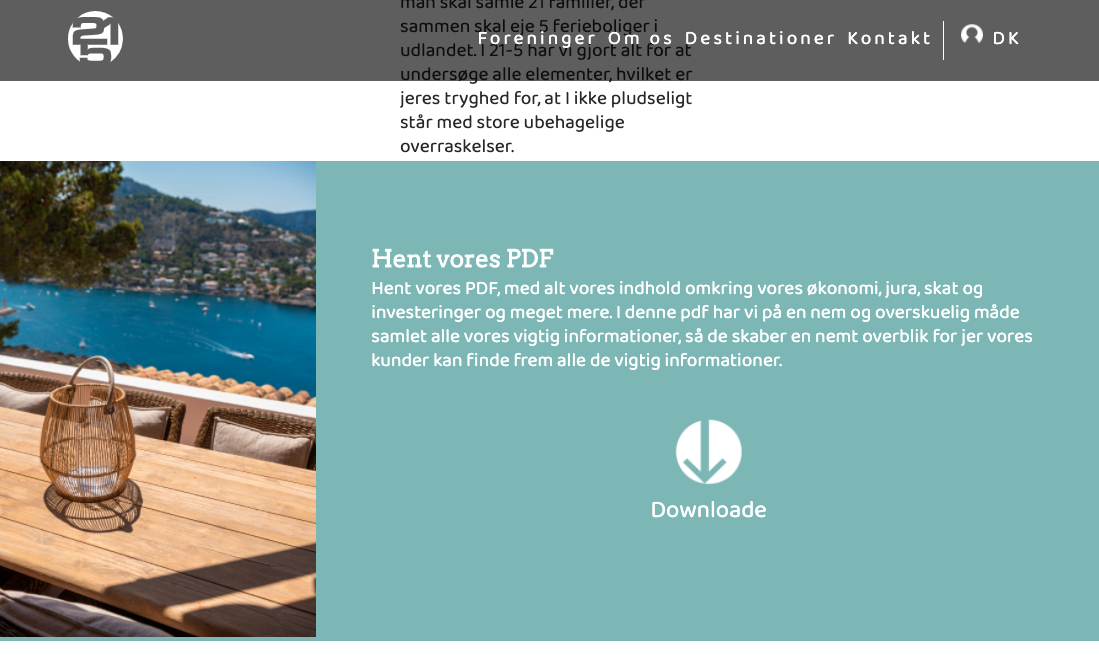 man skal samle 21 familier, der
sammen skal eje 5 ferieboliger i
udlandet. I 21-5 har vi gjort alt for at
undersøge alle elementer, hvilket er
jeres tryghed for, at I ikke pludseligt
står med store ubehagelige
overraskelser.
21
5
Foreninger Om os Destinationer Kontakt DK
Hent vores PDF
Hent vores PDF, med alt vores indhold omkring vores økonomi, jura, skat og
investeringer og meget mere. I denne pdf har vi på en nem og overskuelig måde
samlet alle vores vigtig informationer, så de skaber en nemt overblik for jer vores
kunder kan finde frem alle de vigtig informationer.
Downloade